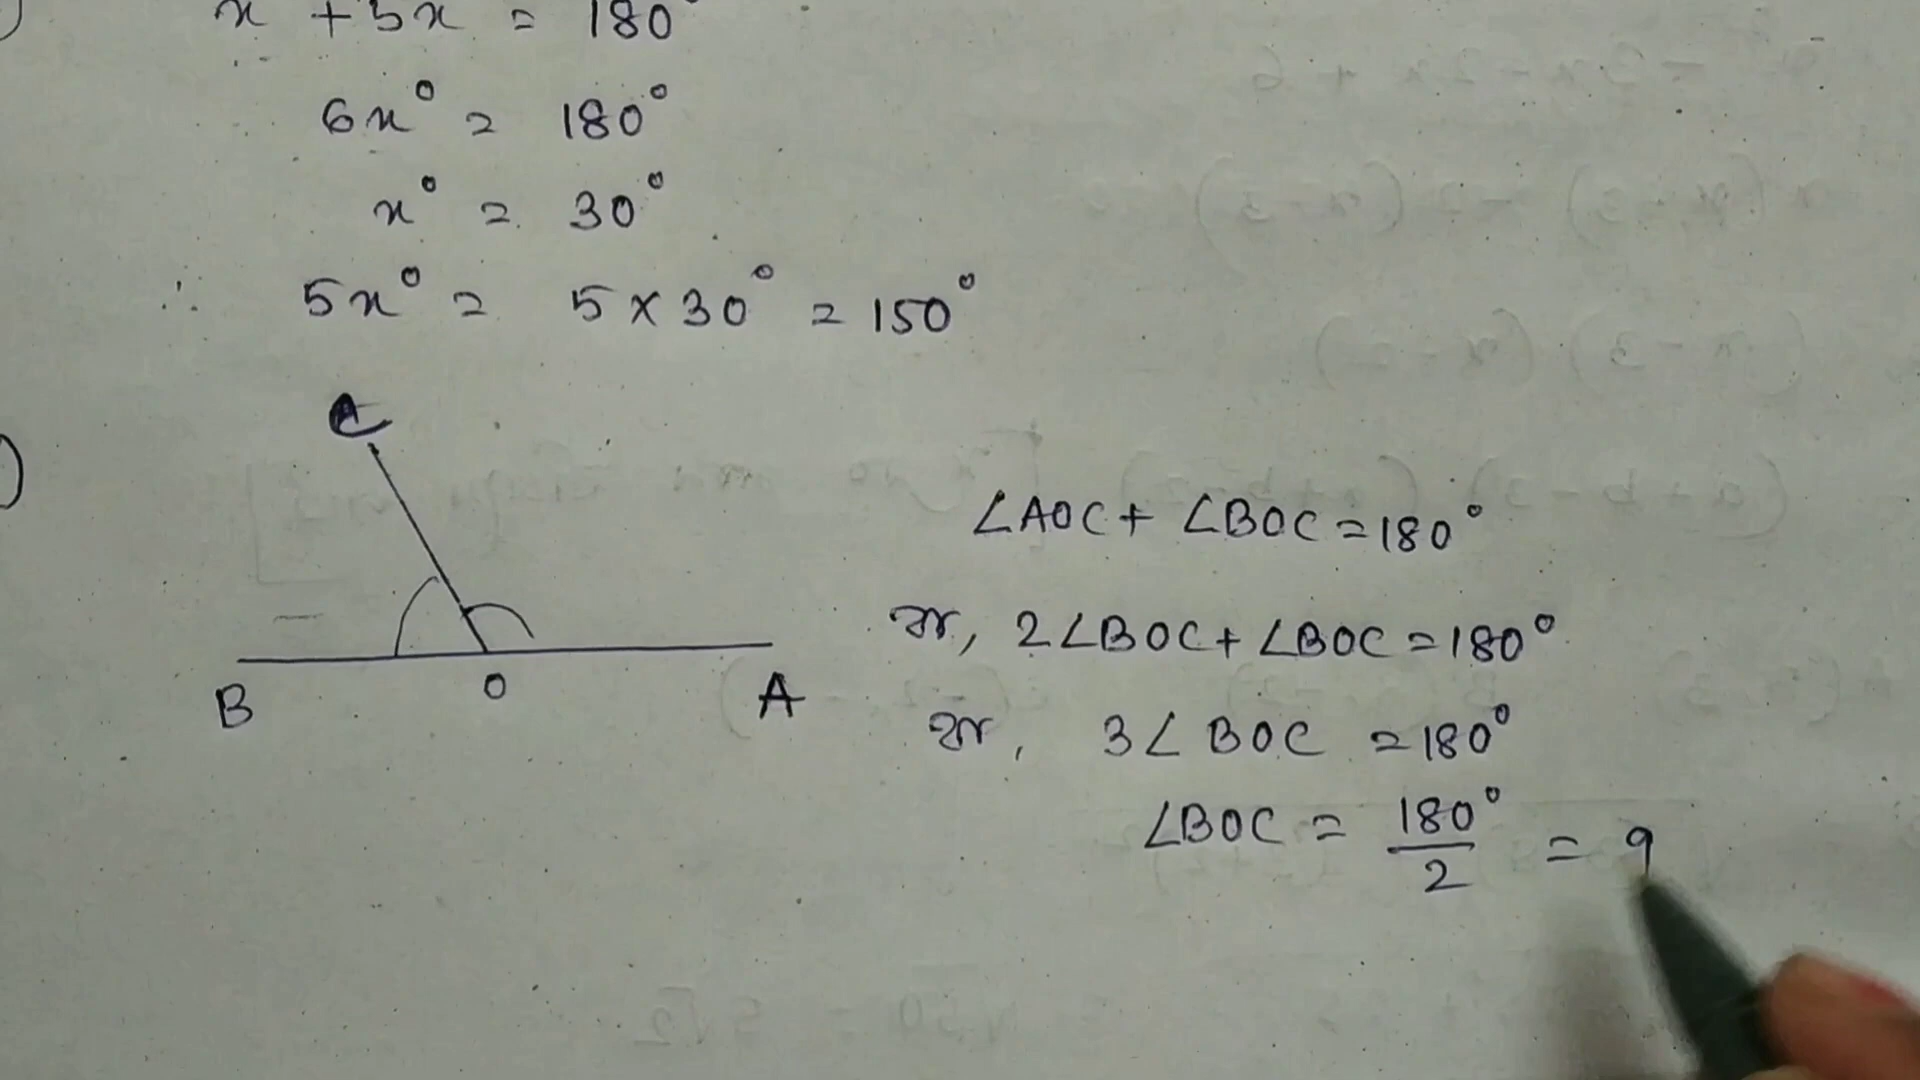 x + 5x = 180°
6x° = 180°
x° = 30°
∴ 5x° = 5 × 30° = 150°
C
B O A
∠AOC + ∠BOC = 180°
বা, 2∠BOC + ∠BOC = 180°
বা, 3∠BOC = 180°
∠BOC = 180°/2 = 9